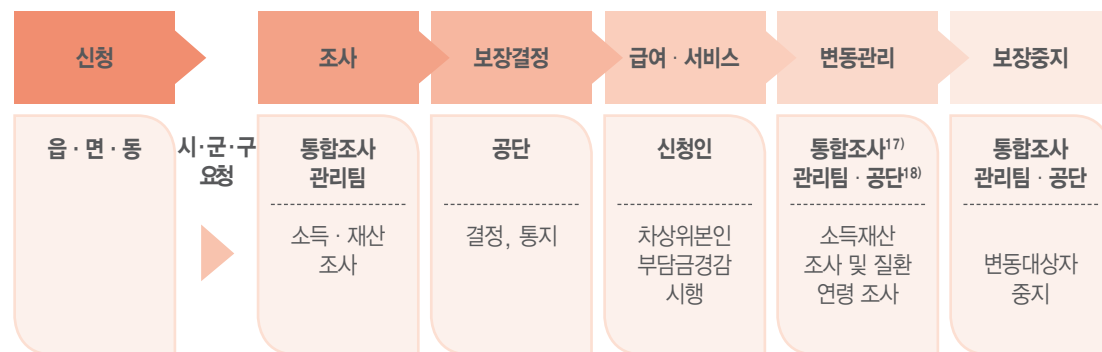 신청
조사
보장결정
급여 · 서비스
변동관리
보장중지
읍 · 면 · 동
시·군·구
요청
통합조사
관리팀
소득 · 재산
조사
공단
결정, 통지
신청인
차상위본인
부담금경감
시행
통합조사17)
관리팀 · 공단18)
소득재산
조사 및 질환
연령 조사
통합조사
관리팀 · 공단
변동대상자
중지